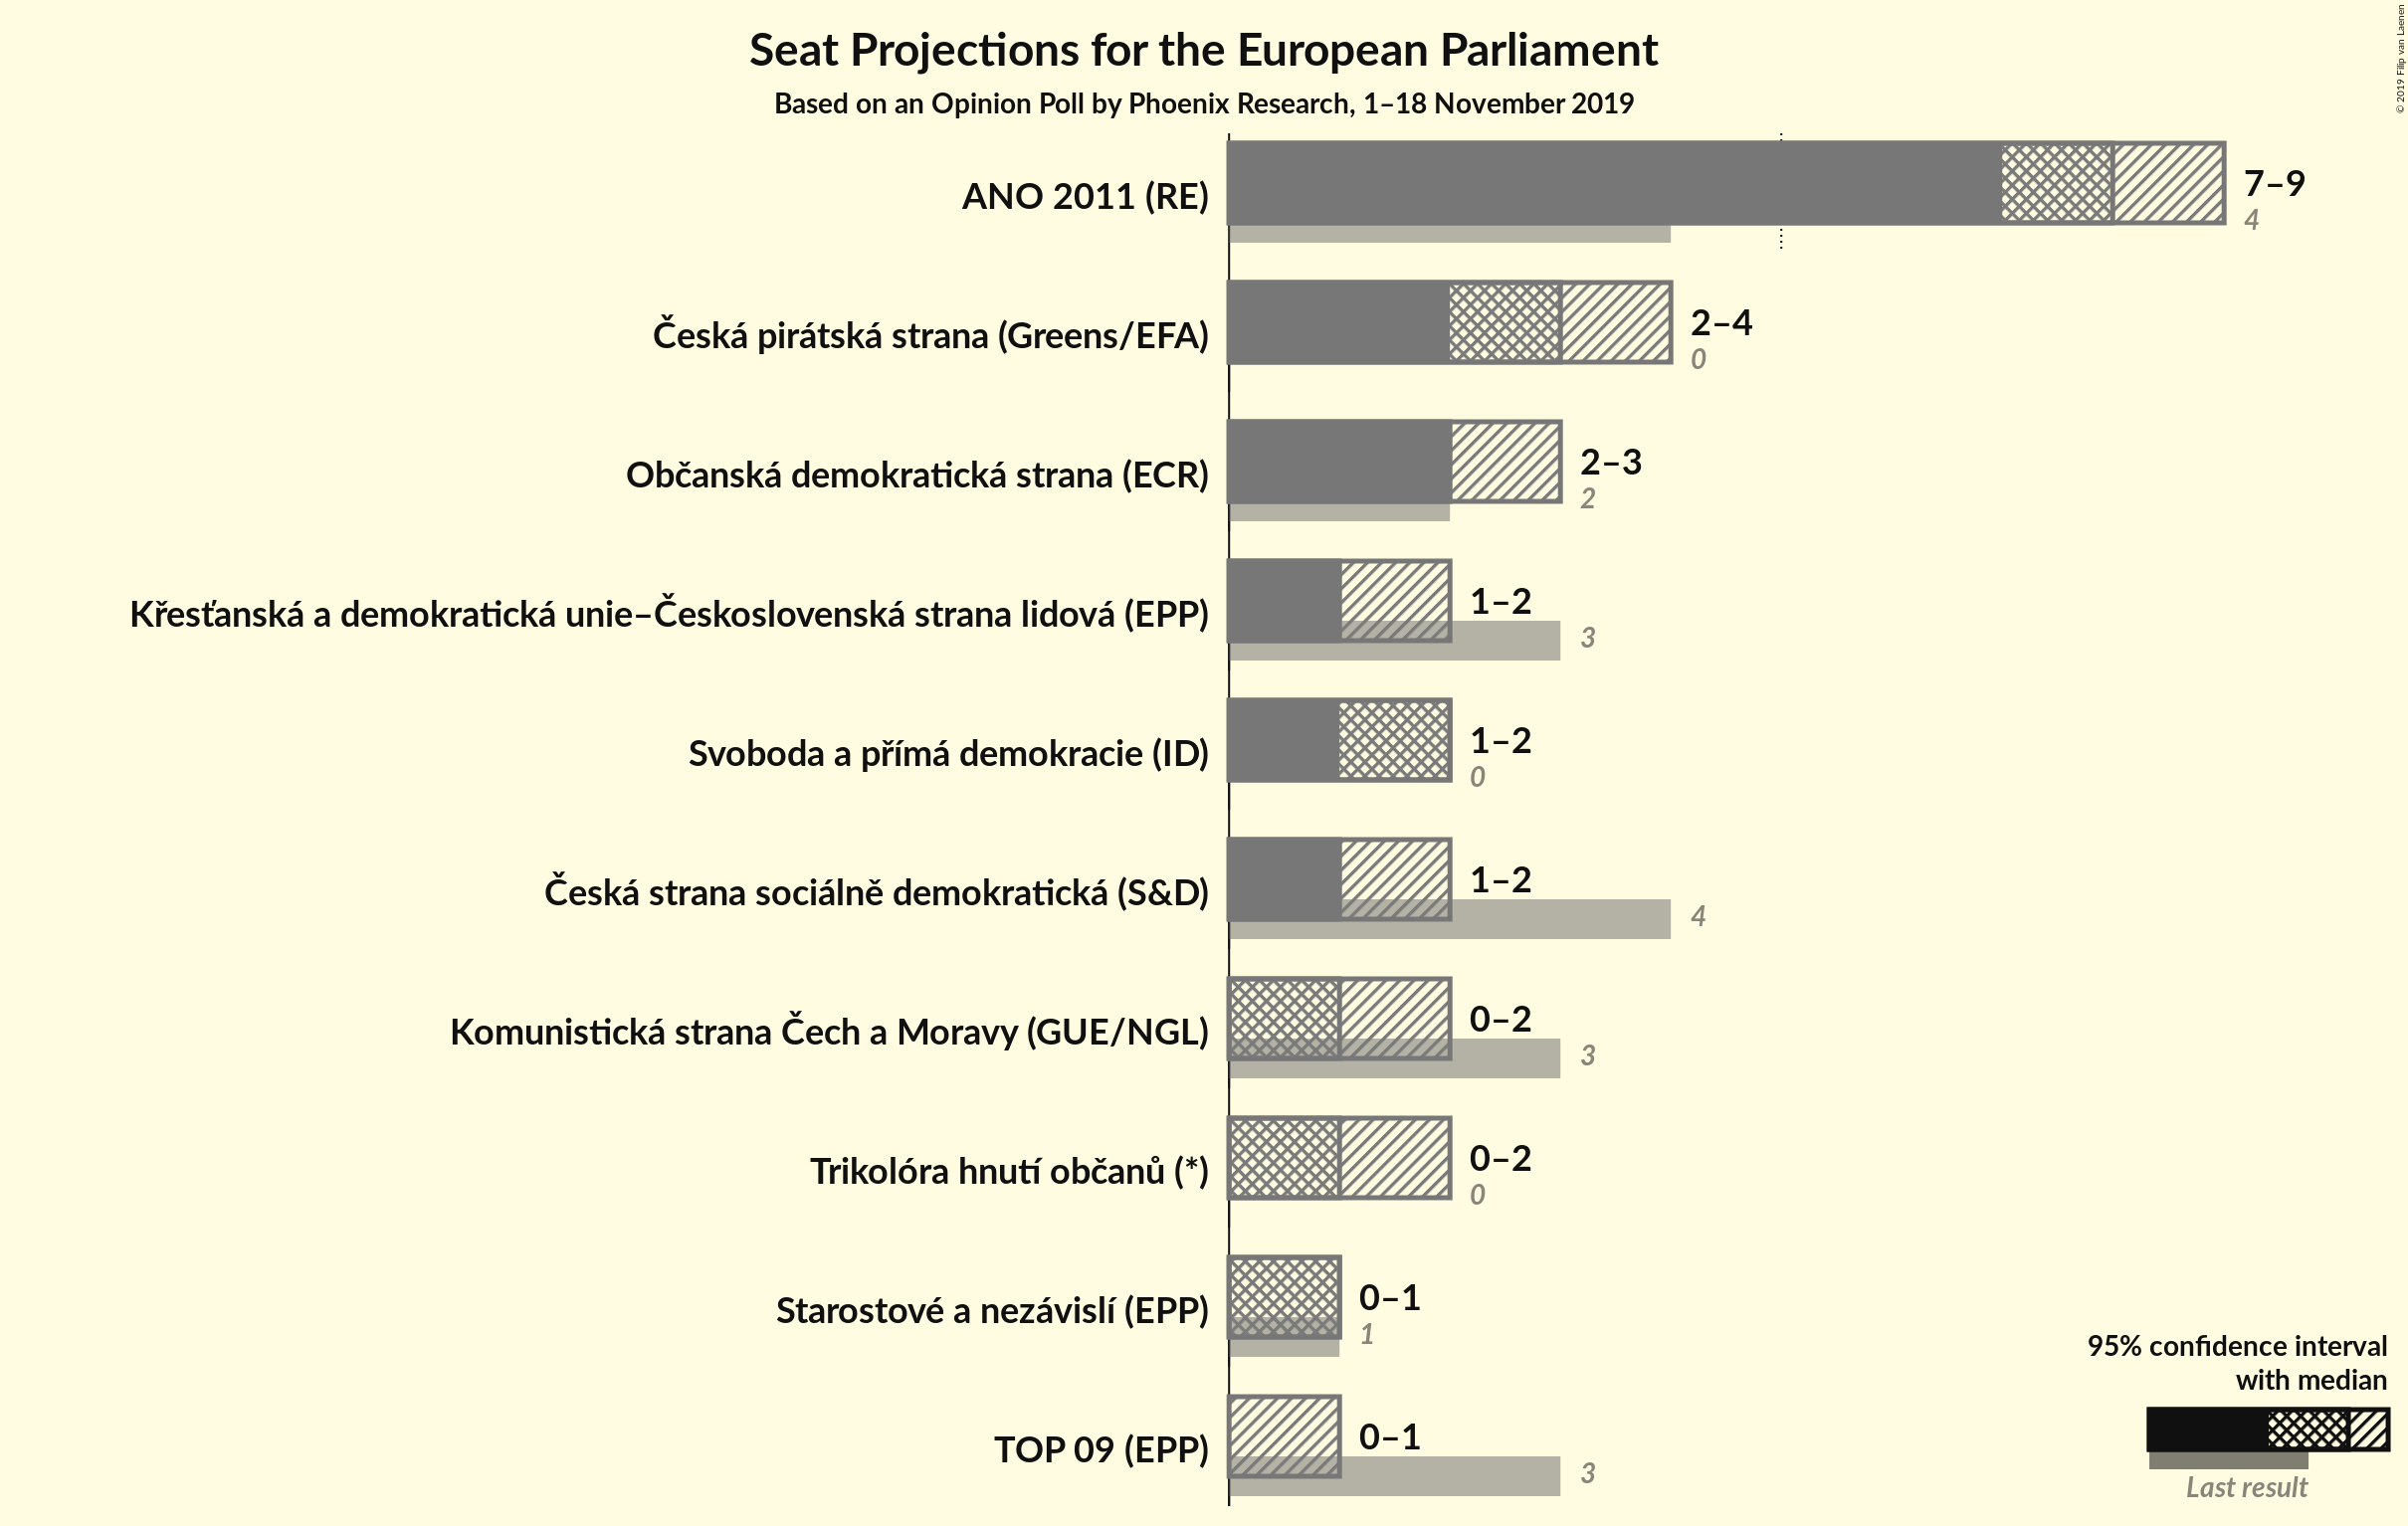 Seat Projections for the European Parliament
Based on an Opinion Poll by Phoenix Research, 1–18 November 2019
© 2019 Filip van Laenen
ANO 2011 (RE)
7–9
4
Česká pirátská strana (Greens/EFA)
2–4
0
Občanská demokratická strana (ECR)
2–3
2
Křesťanská a demokratická unie–Československá strana lidová (EPP)
1–2
3
Svoboda a přímá demokracie (ID)
1–2
0
Česká strana sociálně demokratická (S&D)
1–2
4
Komunistická strana Čech a Moravy (GUE/NGL)
0–2
3
Trikolóra hnutí občanů (*)
0–2
0
Starostové a nezávislí (EPP)
0–1
1
TOP 09 (EPP)
0–1
3
95% confidence interval
with median
Last result